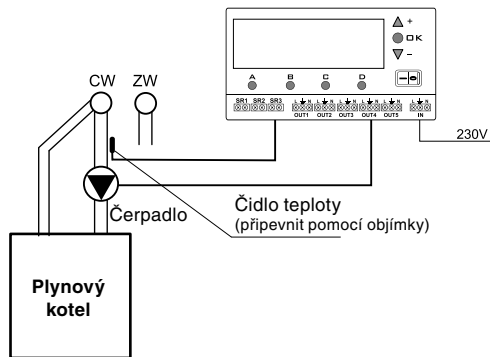 +
OK
–
A B C D
SR1 SR2 SR3 L N L N L N L N L N L N
OUT1 OUT2 OUT3 OUT4 OUT5 IN
230V
CW ZW
Čerpadlo
Čidlo teploty
(připevnit pomocí objímky)
Plynový
kotel